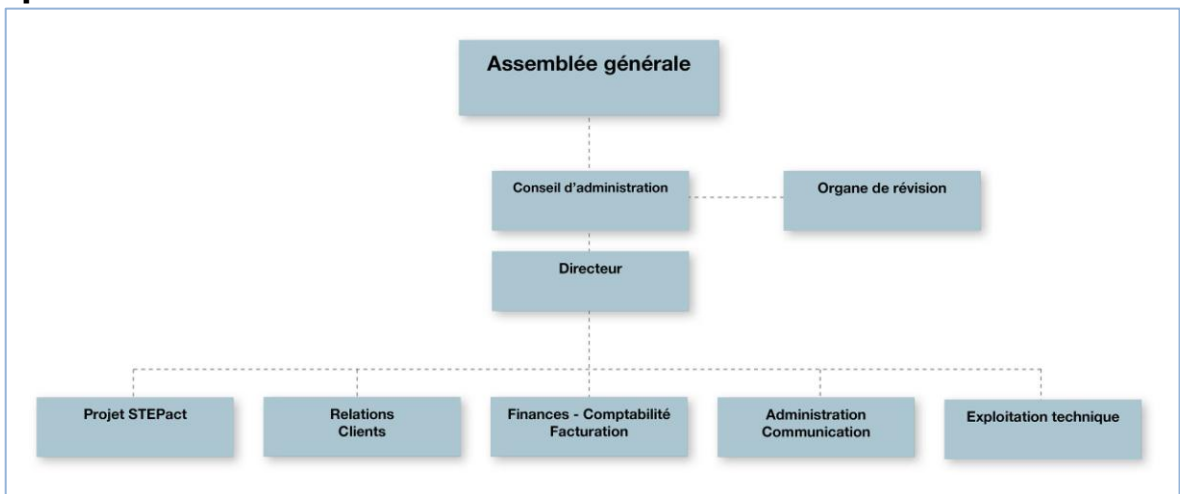 Assemblée générale
Conseil d'administration
Organe de révision
Directeur
Projet STEPact
Relations
Clients
Finances - Comptabilité
Facturation
Administration
Communication
Exploitation technique